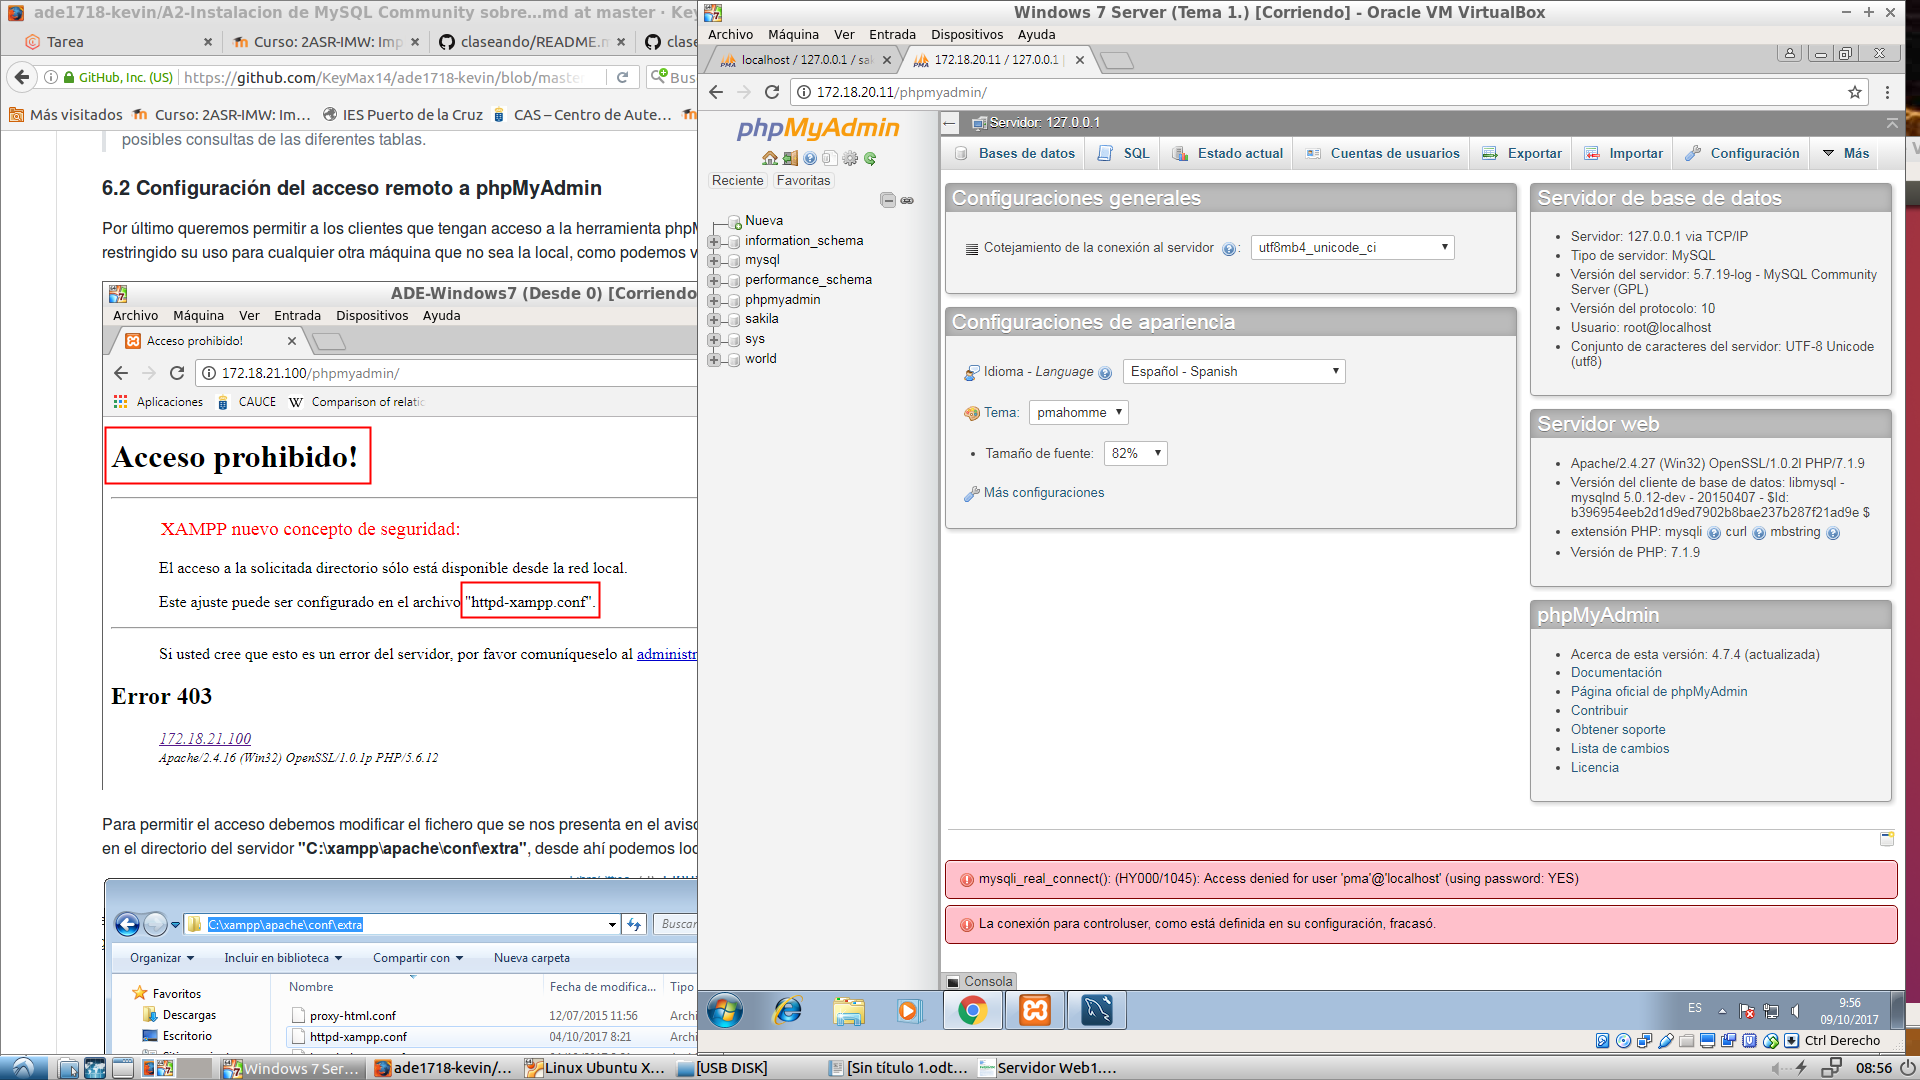 ade1718-kevin/A2-Instalacion de MySQL Community sobre...md at master · Key
Tarea
Curso: 2ASR-IMW: Imp
claseando/README.m
clase
GitHub, Inc. (US)
https://github.com/KeyMax14/ade1718-kevin/blob/master
Bus
Más visitados
Curso: 2ASR-IMW: Im...
IES Puerto de la Cruz
CAS – Centro de Aute...
posibles consultas de las diferentes tablas.
6.2 Configuración del acceso remoto a phpMyAdmin
Por último queremos permitir a los clientes que tengan acceso a la herramienta phpM
restringido su uso para cualquier otra máquina que no sea la local, como podemos v
ADE-Windows7 (Desde 0) [Corriendo
Archivo Máquina Ver Entrada Dispositivos Ayuda
Acceso prohibido!
172.18.21.100/phpmyadmin/
Aplicaciones
CAUCE
W Comparison of relatic
Acceso prohibido!
XAMPP nuevo concepto de seguridad:
El acceso a la solicitada directorio sólo está disponible desde la red local.
Este ajuste puede ser configurado en el archivo "httpd-xampp.conf".
Si usted cree que esto es un error del servidor, por favor comuníqueselo al administr
Error 403
172.18.21.100
Apache/2.4.16 (Win32) OpenSSL/1.0.1p PHP/5.6.12
Para permitir el acceso debemos modificar el fichero que se nos presenta en el aviso
en el directorio del servidor "C:\xampp\apache\conf\extra", desde ahí podemos loc
C:\xampp\apache\conf\extra
Buscar
Organizar
Incluir en biblioteca
Compartir con
Nueva carpeta
Favoritos
Descargas
Escritorio
Nombre Fecha de modifica... Tipo
proxy-html.conf 12/07/2015 11:56 Archi
httpd-xampp.conf 04/10/2017 8:21 Archi
Windows 7 Server (Tema 1.) [Corriendo] - Oracle VM VirtualBox
Archivo Máquina Ver Entrada Dispositivos Ayuda
localhost / 127.0.0.1 / sak
172.18.20.11 / 127.0.0.1 |
172.18.20.11/phpmyadmin/
phpMyAdmin
Reciente Favoritas
Nueva
information_schema
mysql
performance_schema
phpmyadmin
sakila
sys
world
Servidor: 127.0.0.1
Bases de datos
SQL
Estado actual
Cuentas de usuarios
Exportar
Importar
Configuración
Más
Configuraciones generales
Cotejamiento de la conexión al servidor : utf8mb4_unicode_ci
Configuraciones de apariencia
Idioma - Language Español - Spanish
Tema: pmahomme
Tamaño de fuente: 82%
Más configuraciones
Servidor de base de datos
Servidor: 127.0.0.1 via TCP/IP
Tipo de servidor: MySQL
Versión del servidor: 5.7.19-log - MySQL Community
Server (GPL)
Versión del protocolo: 10
Usuario: root@localhost
Conjunto de caracteres del servidor: UTF-8 Unicode
(utf8)
Servidor web
Apache/2.4.27 (Win32) OpenSSL/1.0.2l PHP/7.1.9
Versión del cliente de base de datos: libmysql -
mysqlnd 5.0.12-dev - 20150407 - $Id:
b396954eeb2d1d9ed7902b8bae237b287f21ad9e $
extensión PHP: mysqli curl mbstring
Versión de PHP: 7.1.9
phpMyAdmin
Acerca de esta versión: 4.7.4 (actualizada)
Documentación
Página oficial de phpMyAdmin
Contribuir
Obtener soporte
Lista de cambios
Licencia
mysqli_real_connect(): (HY000/1045): Access denied for user 'pma'@'localhost' (using password: YES)
La conexión para controluser, como está definida en su configuración, fracasó.
Consola
ES
9:56
09/10/2017
Ctrl Derecho
Windows 7 Ser...
ade1718-kevin/...
Linux Ubuntu X...
[USB DISK]
[Sin título 1.odt...
Servidor Web1....
08:56